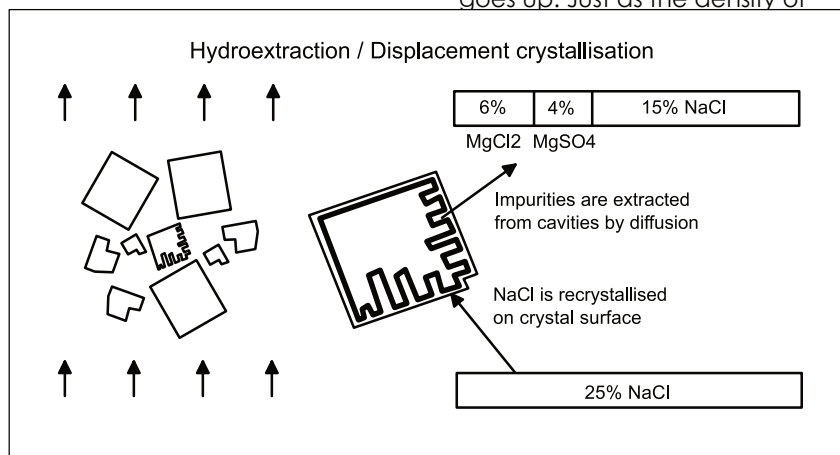 goes up. Just as the density of
Hydroextraction / Displacement crystallisation
6%
4%
15% NaCl
MgCl2
MgSO4
Impurities are extracted
from cavities by diffusion
NaCl is recrystallised
on crystal surface
25% NaCl